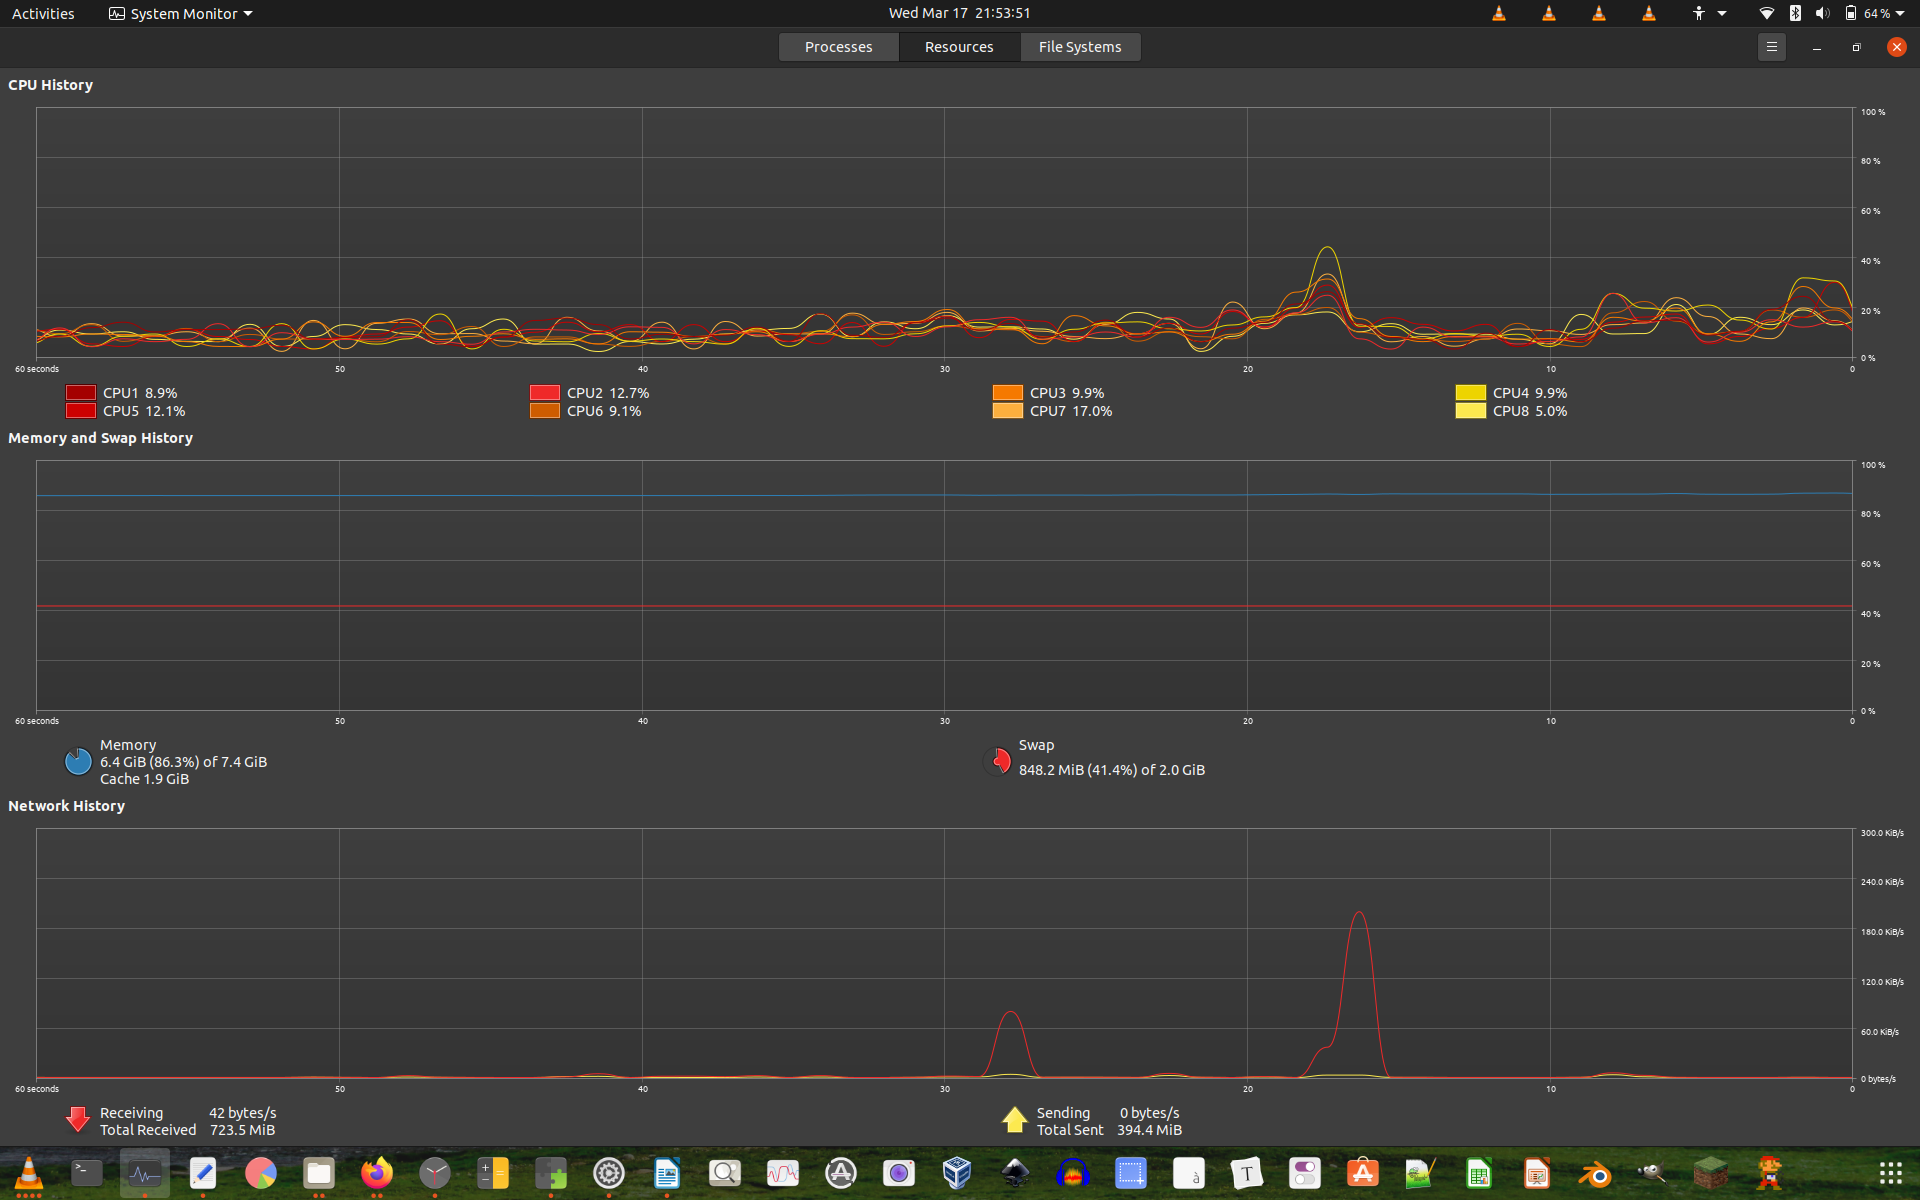 Activities System Monitor Wed Mar 17 21:53:51 64 %
Processes Resources File Systems
CPU History
100 %
80 %
60 %
40 %
20 %
0 %
60 seconds 50 40 30 20 10 0
CPU1 8.9% CPU2 12.7% CPU3 9.9% CPU4 9.9%
CPU5 12.1% CPU6 9.1% CPU7 17.0% CPU8 5.0%
Memory and Swap History
100 %
80 %
60 %
40 %
20 %
0 %
60 seconds 50 40 30 20 10 0
Memory Swap
6.4 GiB (86.3%) of 7.4 GiB 848.2 MiB (41.4%) of 2.0 GiB
Cache 1.9 GiB
Network History
300.0 KiB/s
240.0 KiB/s
180.0 KiB/s
120.0 KiB/s
60.0 KiB/s
0 bytes/s
60 seconds 50 40 30 20 10 0
Receiving 42 bytes/s Sending 0 bytes/s
Total Received 723.5 MiB Total Sent 394.4 MiB
>_ à T